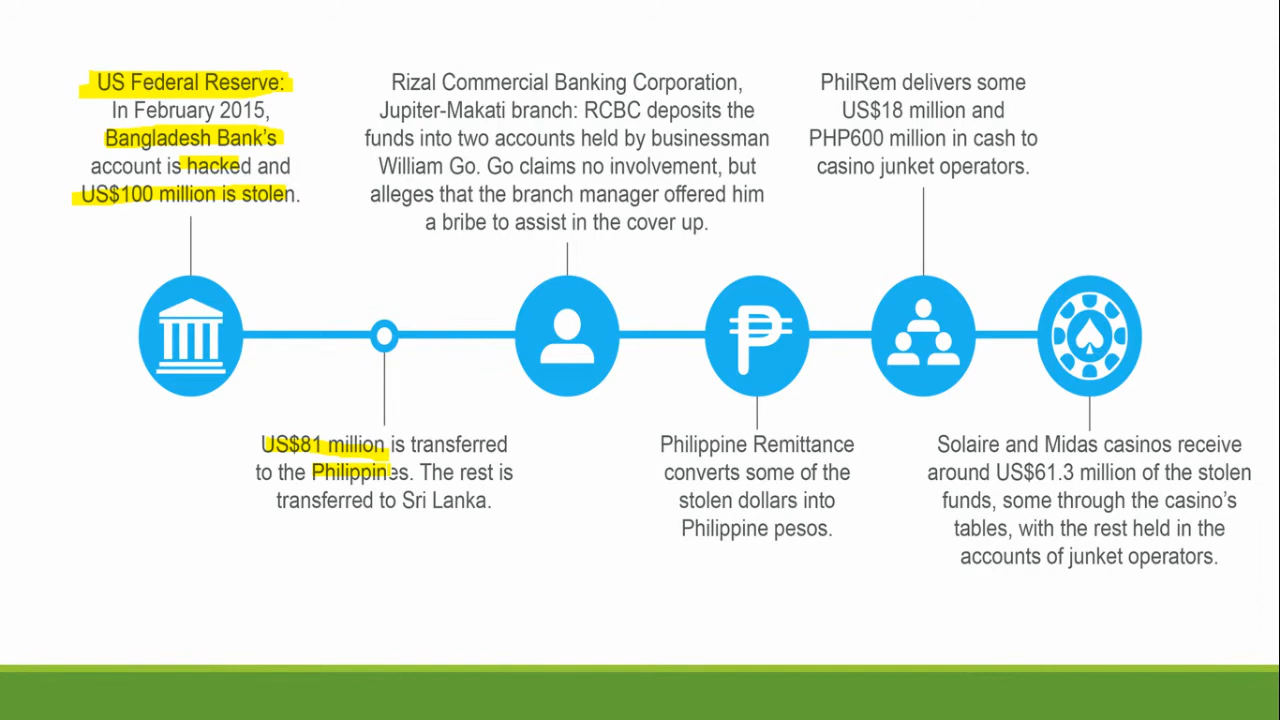 US Federal Reserve:
In February 2015,
Bangladesh Bank's
account is hacked and
US$100 million is stolen.
US$81 million is transferred
to the Philippines. The rest is
transferred to Sri Lanka.
Rizal Commercial Banking Corporation,
Jupiter-Makati branch: RCBC deposits the
funds into two accounts held by businessman
William Go. Go claims no involvement, but
alleges that the branch manager offered him
a bribe to assist in the cover up.
Philippine Remittance
converts some of the
stolen dollars into
Philippine pesos.
PhilRem delivers some
US$18 million and
PHP600 million in cash to
casino junket operators.
Solaire and Midas casinos receive
around US$61.3 million of the stolen
funds, some through the casino's
tables, with the rest held in the
accounts of junket operators.